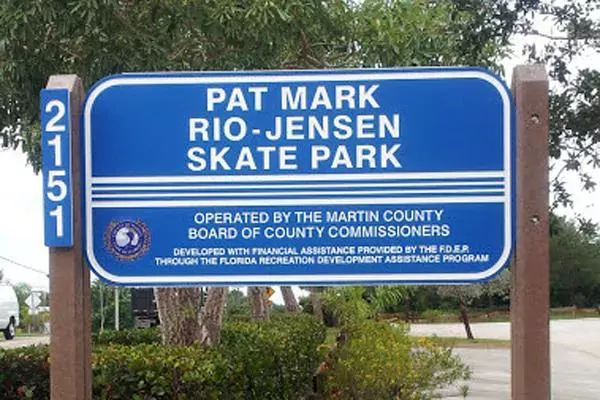 2151
PAT MARK
RIO-JENSEN
SKATE PARK
OPERATED BY THE MARTIN COUNTY
BOARD OF COUNTY COMMISSIONERS
DEVELOPED WITH FINANCIAL ASSISTANCE PROVIDED BY THE F.D.E.P.
THROUGH THE FLORIDA RECREATION DEVELOPMENT ASSISTANCE PROGRAM